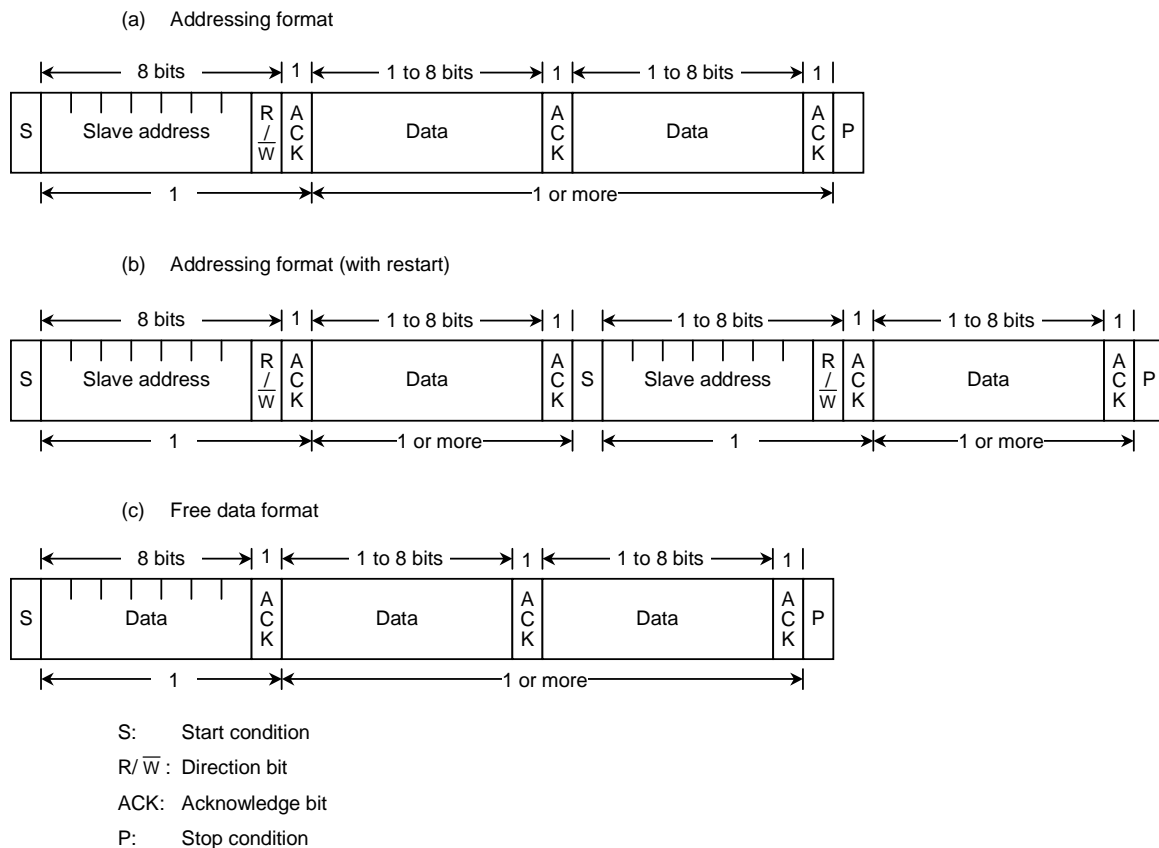 (a) Addressing format
8 bits 1 1 to 8 bits 1 1 to 8 bits 1
S Slave address R/W̅ ACK Data ACK Data ACK P
1 1 or more
(b) Addressing format (with restart)
8 bits 1 1 to 8 bits 1 1 to 8 bits 1 1 to 8 bits 1
S Slave address R/W̅ ACK Data ACK S Slave address R/W̅ ACK Data ACK P
1 1 or more 1 1 or more
(c) Free data format
8 bits 1 1 to 8 bits 1 1 to 8 bits 1
S Data ACK Data ACK Data ACK P
1 1 or more
S: Start condition
R/ W̅ : Direction bit
ACK: Acknowledge bit
P: Stop condition